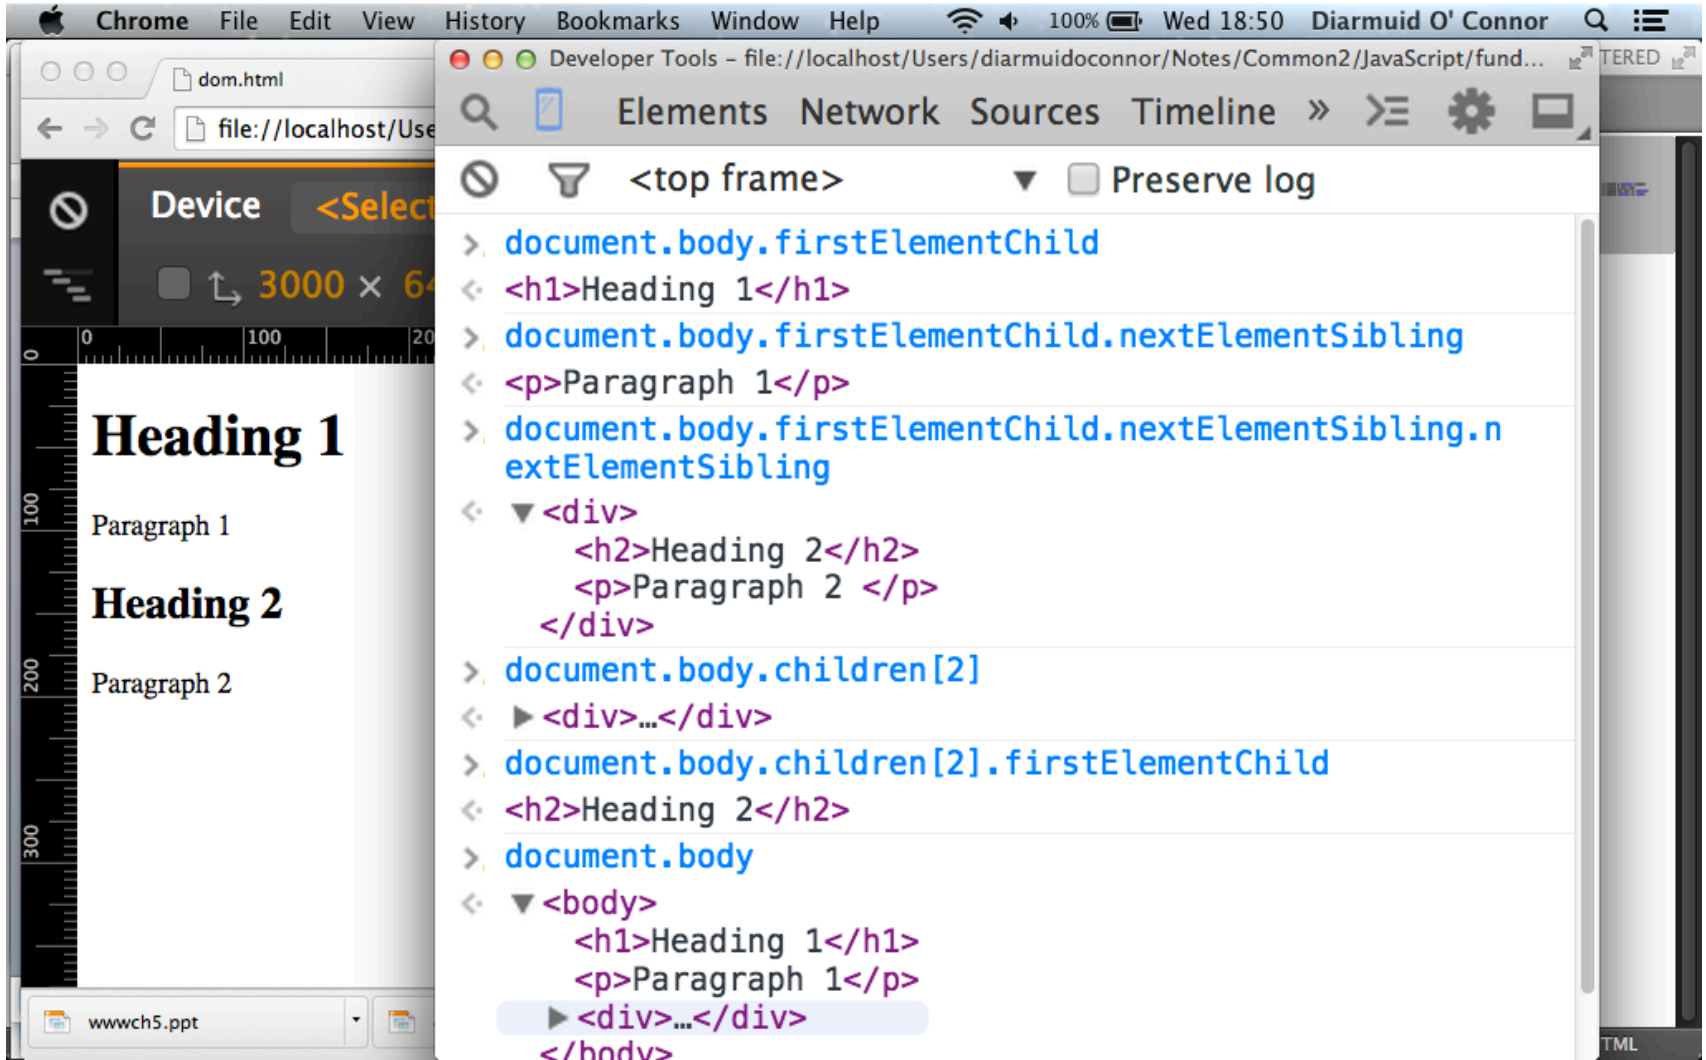 Chrome File Edit View History Bookmarks Window Help 100% Wed 18:50 Diarmuid O' Connor
dom.html
file://localhost/Use
Device <Select
3000 × 64
0 100 20
0
100
200
300
Heading 1
Paragraph 1
Heading 2
Paragraph 2
wwwch5.ppt
Developer Tools - file://localhost/Users/diarmuidoconnor/Notes/Common2/JavaScript/fund...
TERED
Elements Network Sources Timeline »
<top frame> Preserve log
document.body.firstElementChild
<h1>Heading 1</h1>
document.body.firstElementChild.nextElementSibling
<p>Paragraph 1</p>
document.body.firstElementChild.nextElementSibling.n
extElementSibling
<div>
<h2>Heading 2</h2>
<p>Paragraph 2 </p>
</div>
document.body.children[2]
<div>…</div>
document.body.children[2].firstElementChild
<h2>Heading 2</h2>
document.body
<body>
<h1>Heading 1</h1>
<p>Paragraph 1</p>
<div>…</div>
</body>
TML